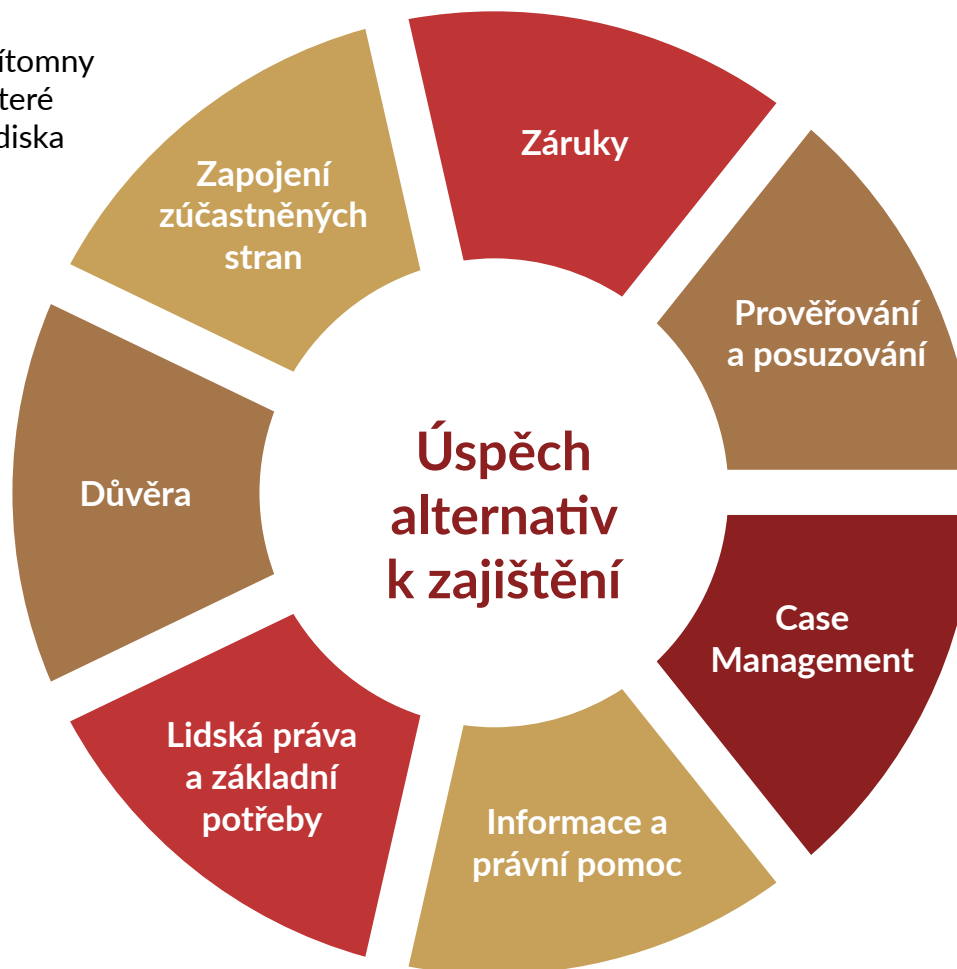 ítomny
teré
diska
Záruky
Zapojení
zúčastněných
stran
Prověřování
a posuzování
Důvěra
Úspěch
alternativ
k zajištění
Case
Management
Lidská práva
a základní
potřeby
Informace a
právní pomoc